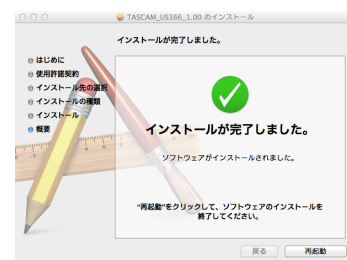 TASCAM_US366_1.00 のインストール
インストールが完了しました。
はじめに
使用許諾契約
インストール先の選択
インストールの種類
インストール
概要
インストールが完了しました。
ソフトウェアがインストールされました。
"再起動"をクリックして、ソフトウェアのインストールを
終了してください。
戻る
再起動